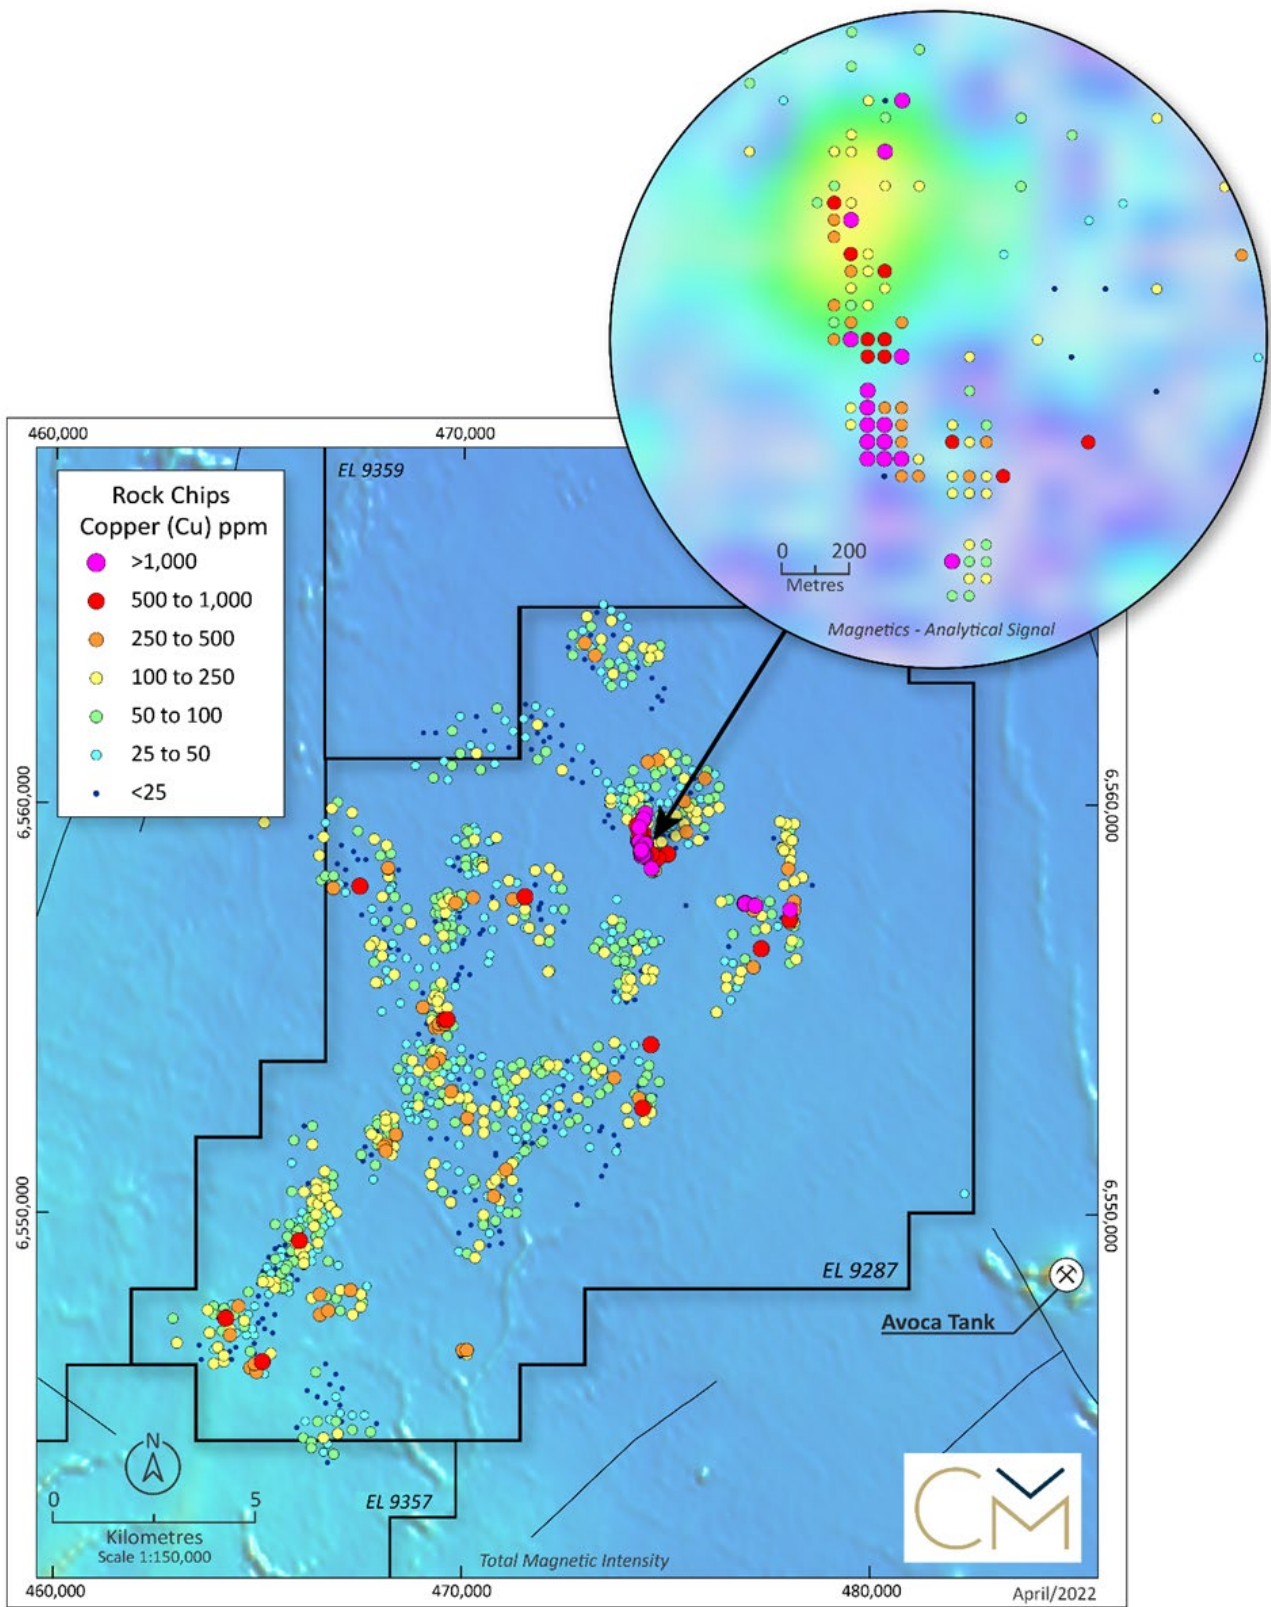 0 200
Metres
Magnetics - Analytical Signal
460,000 470,000
EL 9359
Rock Chips
Copper (Cu) ppm
>1,000
500 to 1,000
250 to 500
100 to 250
50 to 100
25 to 50
<25
6,560,000
6,560,000
6,550,000
6,550,000
EL 9287
Avoca Tank
N
0 5
Kilometres
Scale 1:150,000
EL 9357
Total Magnetic Intensity
CM
460,000 470,000 480,000
April/2022